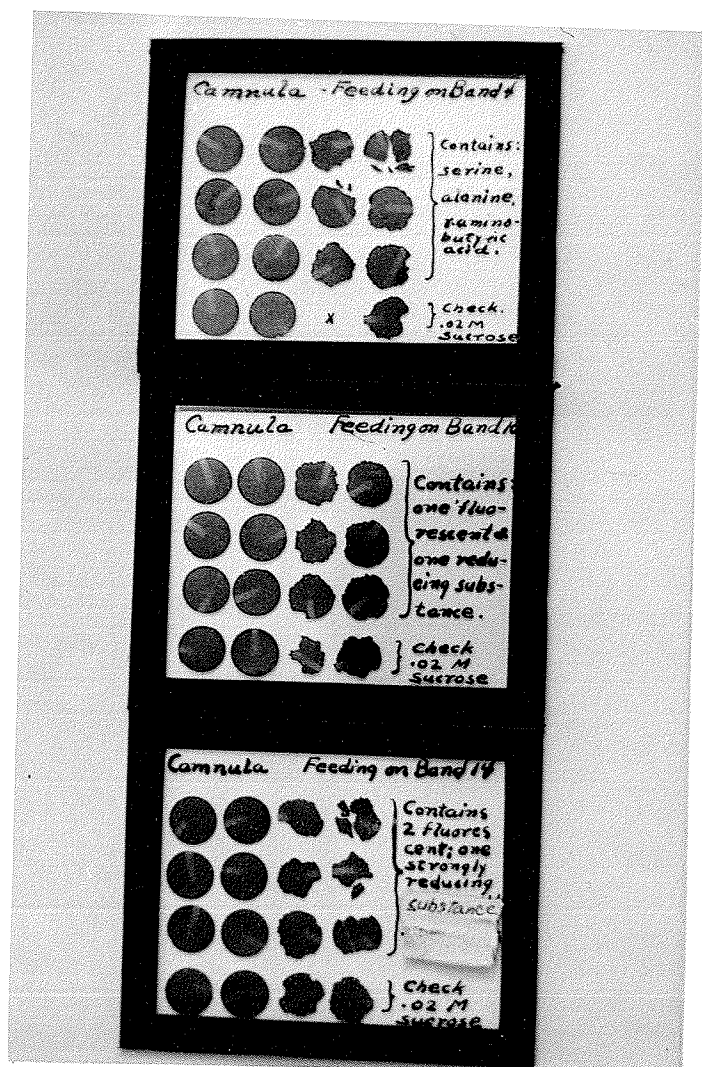 Camnula - Feeding on Band 4
Contains:
serine,
alanine,
γ amino-
butyric
acid.
x
Check.
.02 M
Sucrose
Camnula Feeding on Band 10
Contains:
one fluo-
rescent &
one redu-
cing subs-
tance.
Check
.02 M
Sucrose
Camnula Feeding on Band 14
Contains
2 fluores
cent; one
strongly
reducing
substance
Check
.02 M
Sucrose